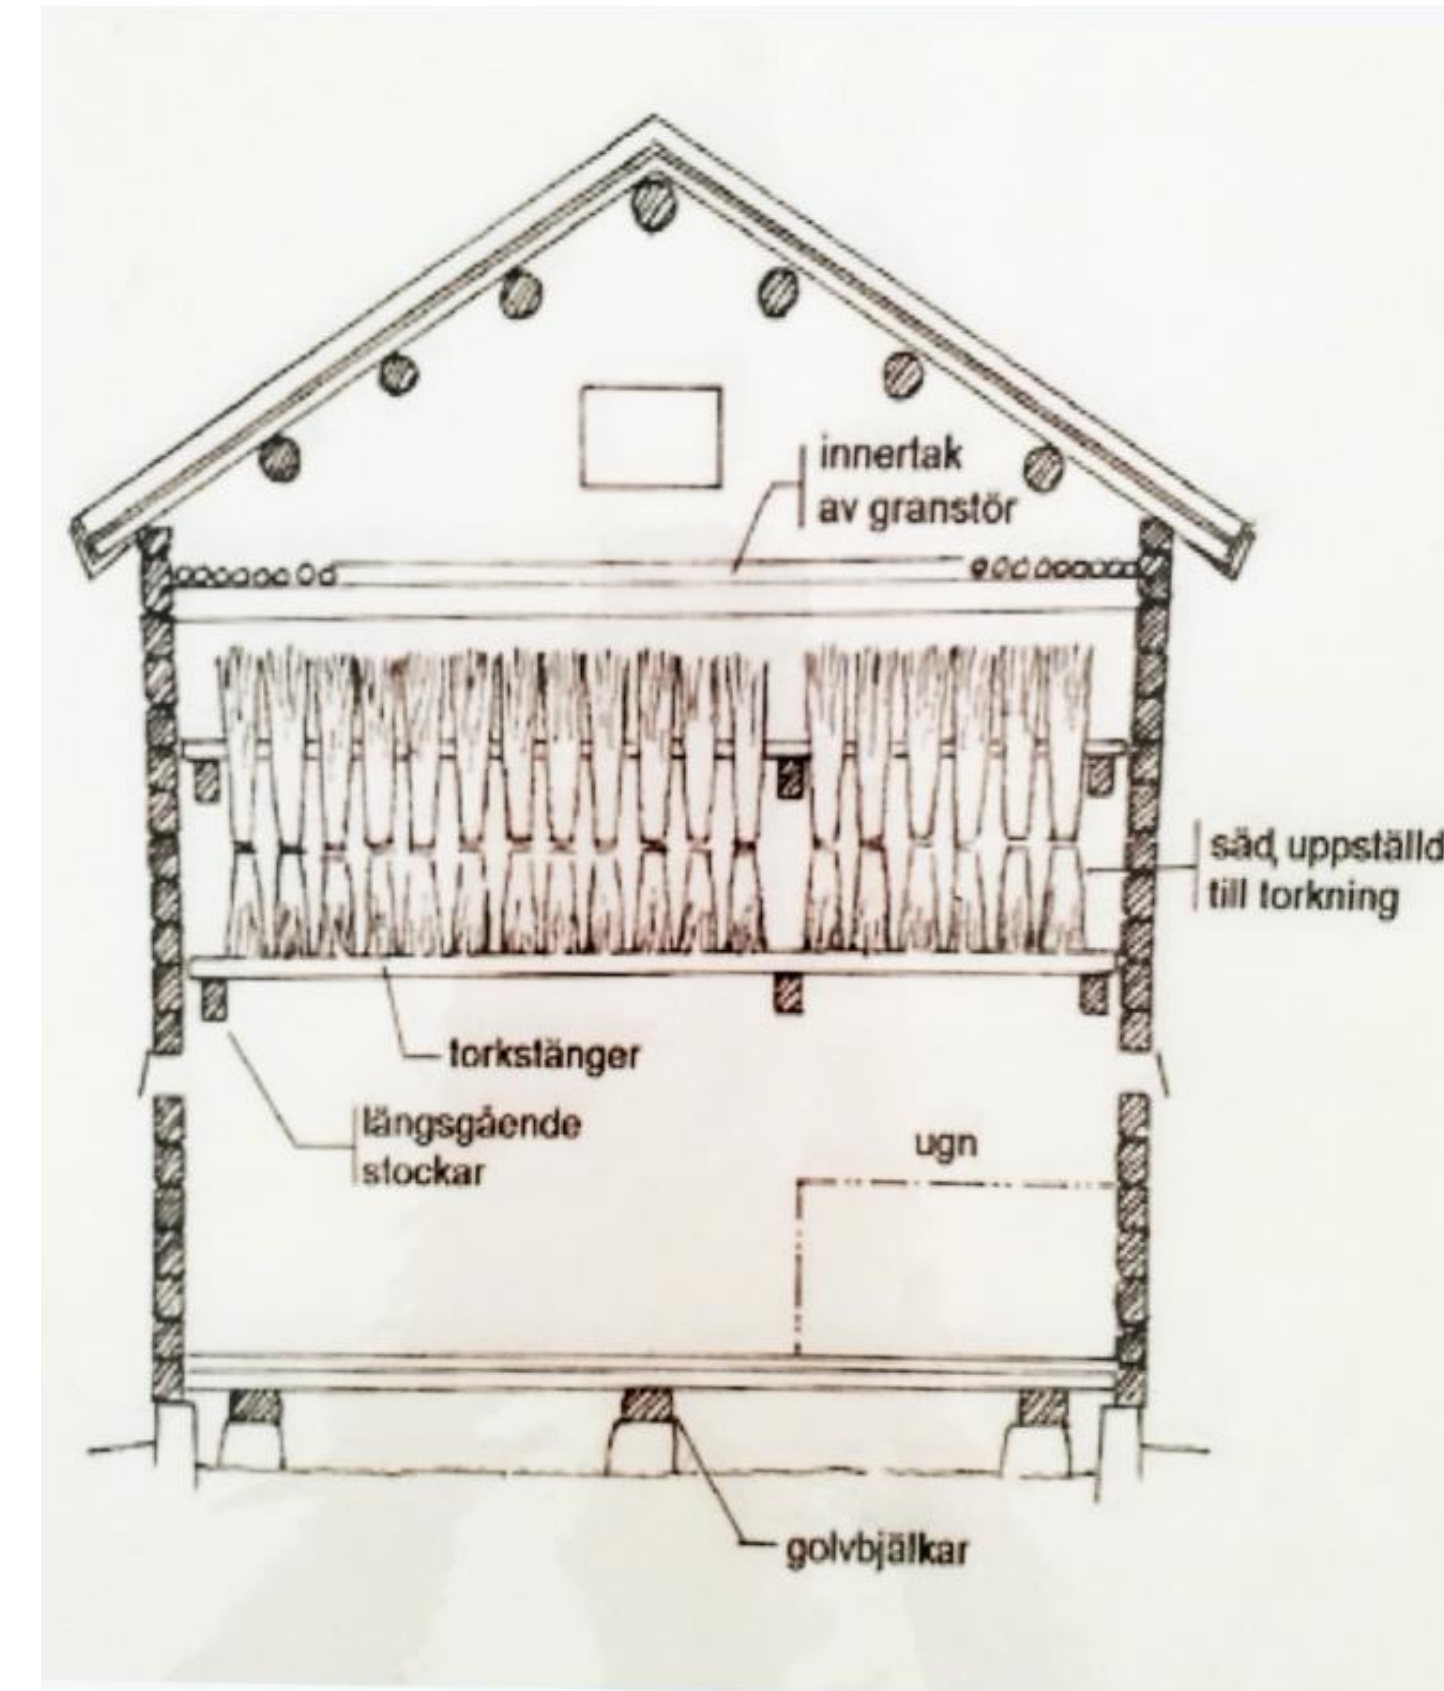 innertak
av granstör
säd, uppställd
till torkning
torkstänger
längsgående
stockar
ugn
golvbjälkar